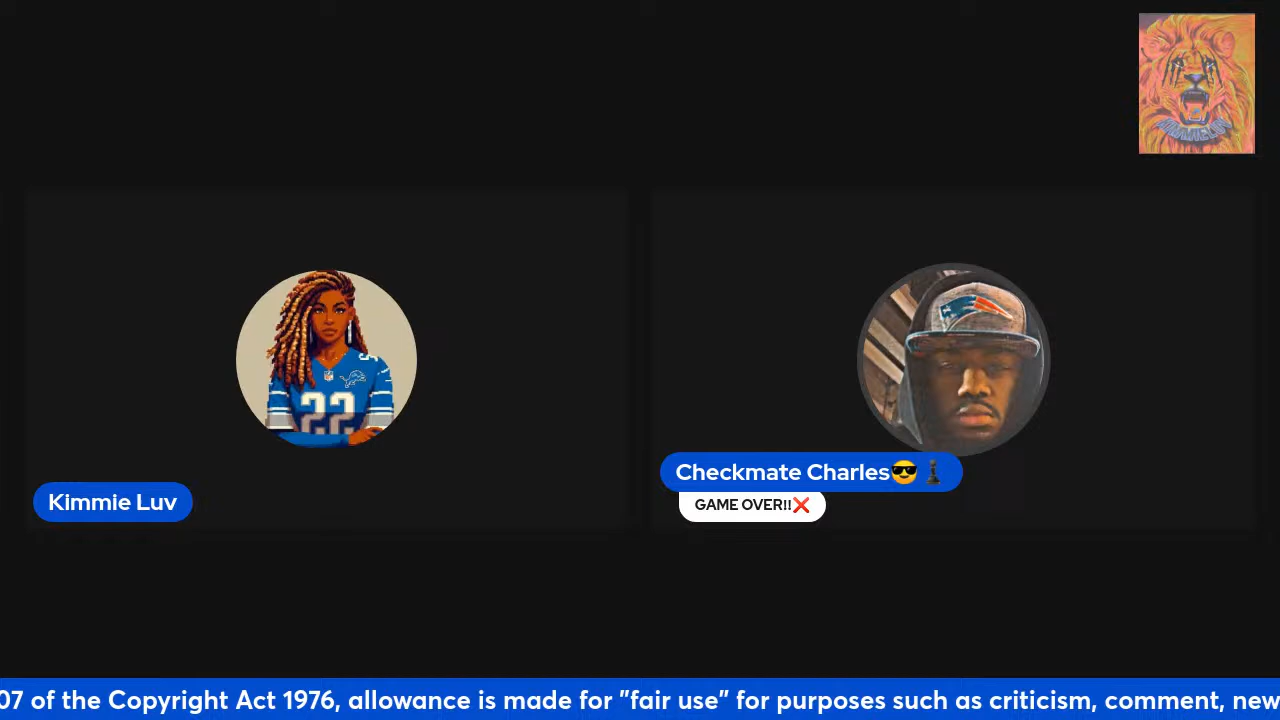 22
Kimmie Luv
Checkmate Charles😎♟️
GAME OVER!!❌
07 of the Copyright Act 1976, allowance is made for "fair use" for purposes such as criticism, comment, new